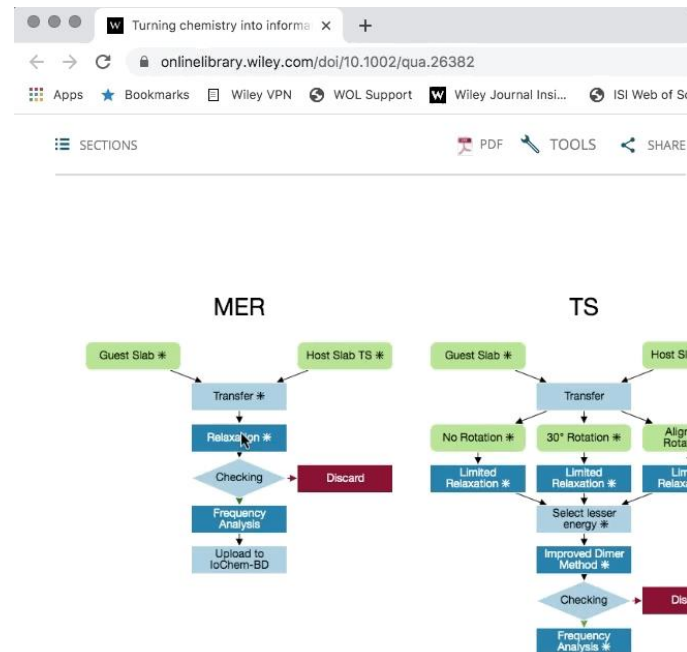 Turning chemistry into informa
onlinelibrary.wiley.com/doi/10.1002/qua.26382
Apps Bookmarks Wiley VPN WOL Support Wiley Journal Insi... ISI Web of Sc
SECTIONS PDF TOOLS SHARE
MER
Guest Slab * Host Slab TS *
Transfer *
Relaxation *
Checking Discard
Frequency
Analysis
Upload to
IoChem-BD
TS
Guest Slab * Host Sl
Transfer
No Rotation * 30° Rotation * Align
Rota
Limited
Relaxation *
Limited
Relaxation *
Lim
Relaxa
Select lesser
energy *
Improved Dimer
Method *
Checking Dis
Frequency
Analysis *